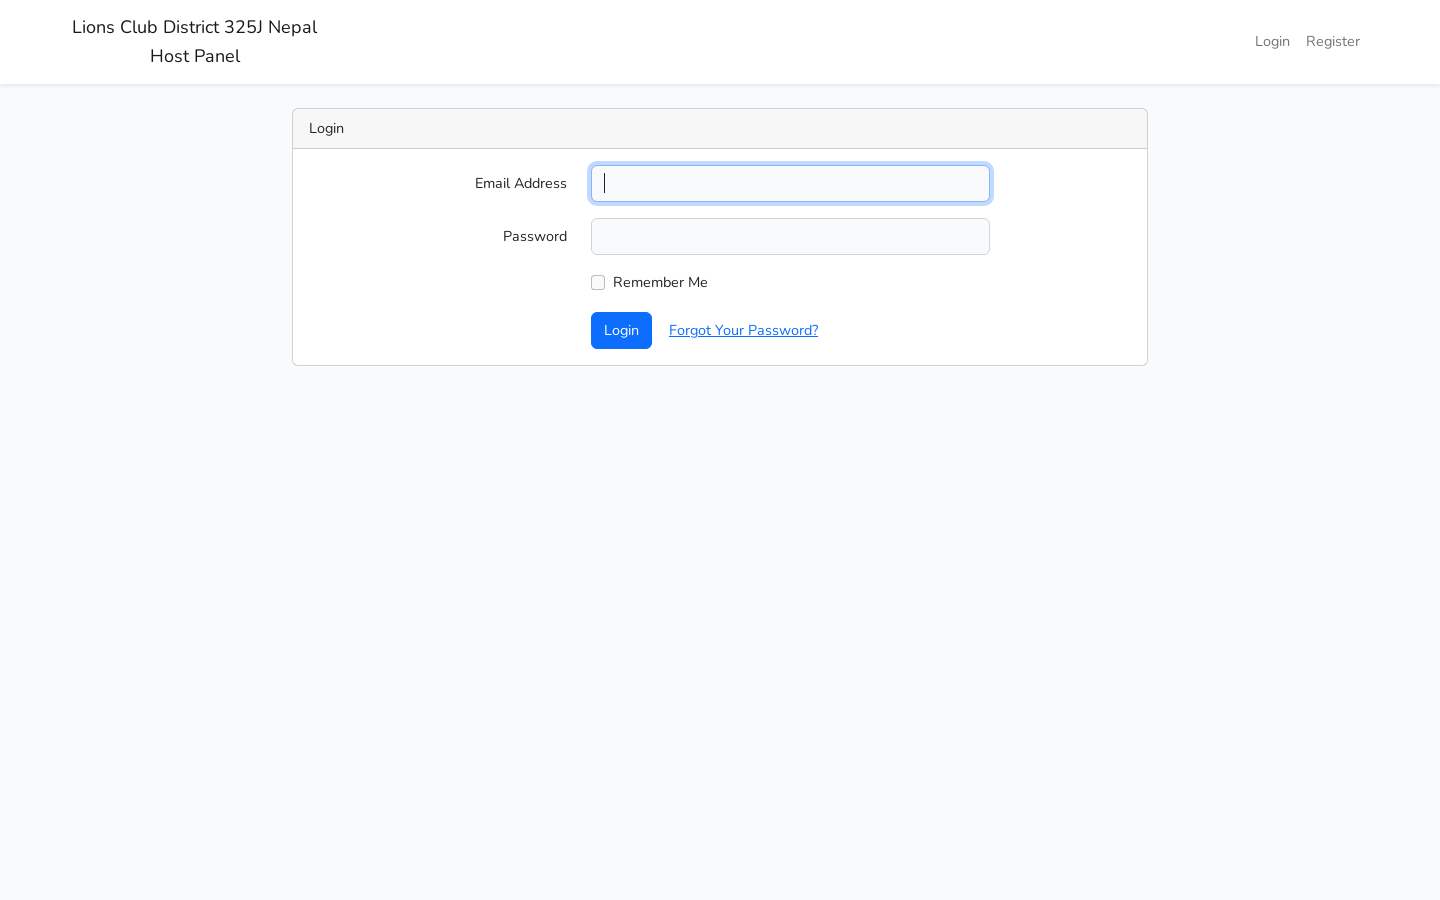 Lions Club District 325J Nepal
Host Panel
Login
Register
Login
Email Address
Password
Remember Me
Login
Forgot Your Password?